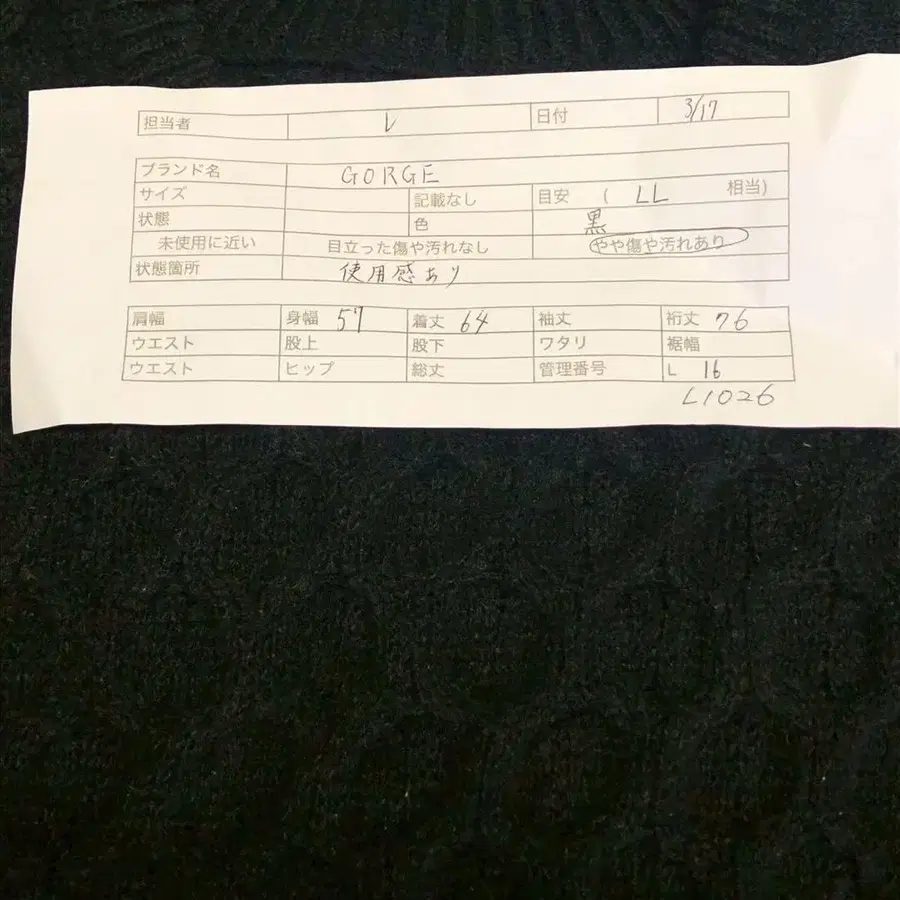 担当者 L 日付 3/17
ブランド名 GORGE
サイズ 記載なし 目安 ( LL 相当)
状態 色 黒
未使用に近い 目立った傷や汚れなし やや傷や汚れあり
状態箇所 使用感あり
肩幅 身幅 57 着丈 64 袖丈 裄丈 76
ウエスト 股上 股下 ワタリ 裾幅
ウエスト ヒップ 総丈 管理番号 L 16
L1026